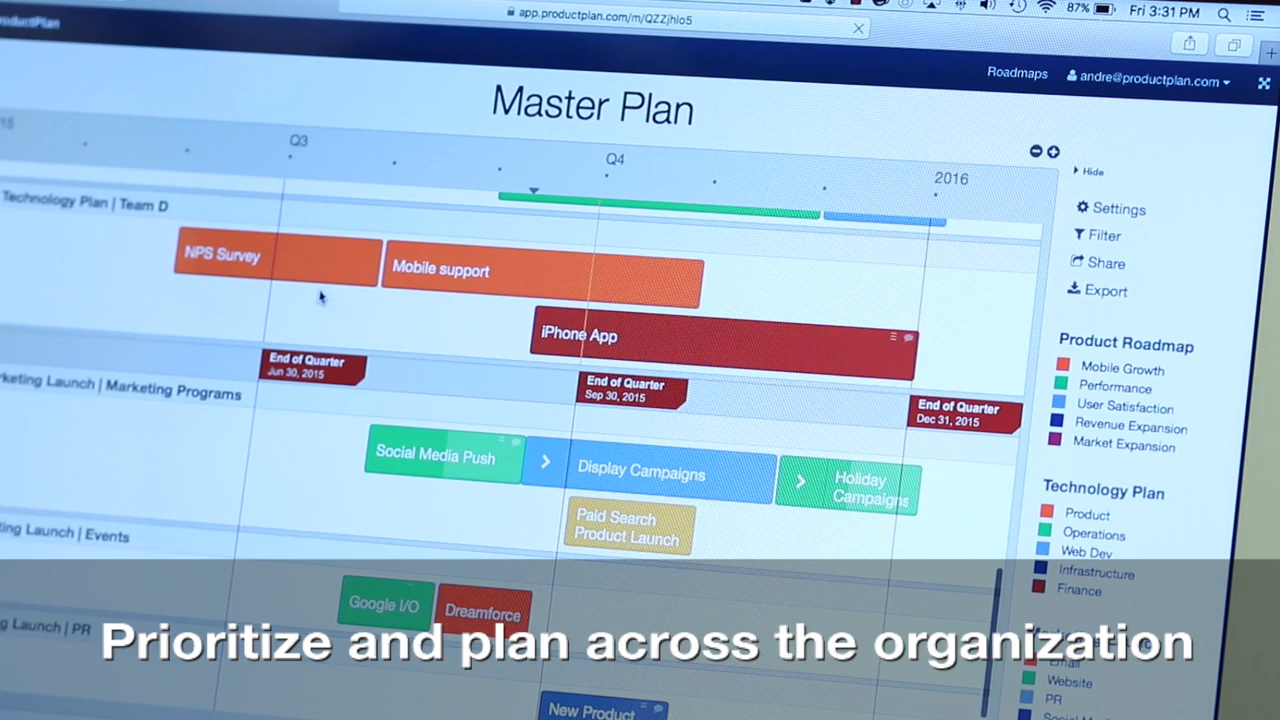 app.productplan.com/m/QZZjhlo5
87%
Fri 3:31 PM
Roadmaps
andre@productplan.com
Master Plan
Q3
Q4
2016
Hide
Settings
Filter
Share
Export
Technology Plan | Team D
NPS Survey
Mobile support
iPhone App
End of Quarter
Jun 30, 2015
End of Quarter
Sep 30, 2015
End of Quarter
Dec 31, 2015
Launch | Marketing Programs
Social Media Push
Display Campaigns
Holiday
Campaigns
Paid Search
Product Launch
Launch | Events
Google I/O
Dreamforce
Launch | PR
New Product
Product Roadmap
Mobile Growth
Performance
User Satisfaction
Revenue Expansion
Market Expansion
Technology Plan
Product
Operations
Web Dev
Infrastructure
Finance
Email
Website
PR
Prioritize and plan across the organization